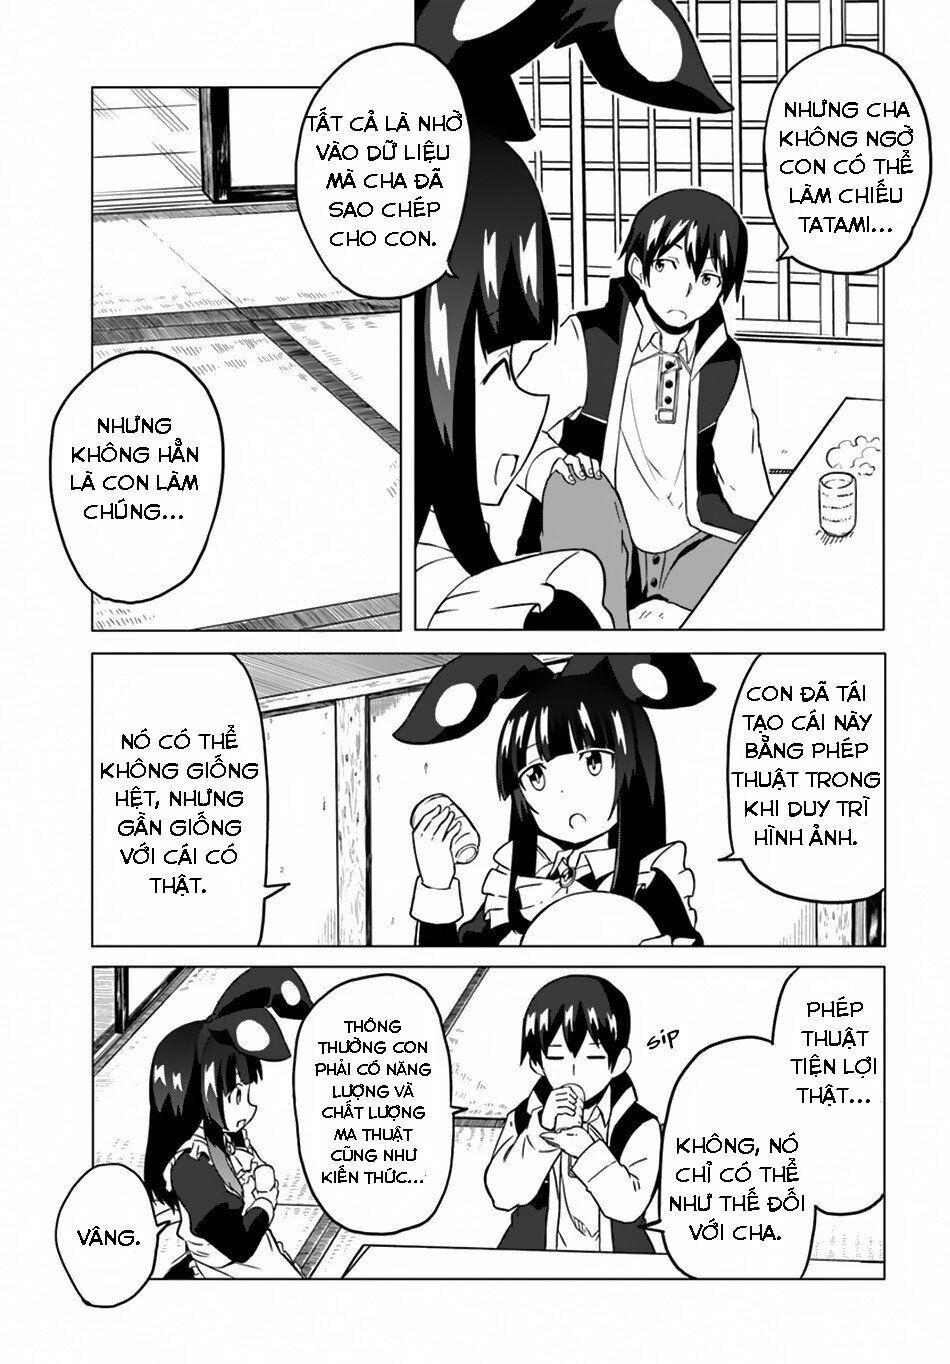 NHƯNG CHA
KHÔNG NGỜ
CON CÓ THỂ
LÀM CHIẾU
TATAMI...
TẤT CẢ LÀ NHỜ
VÀO DỮ LIỆU
MÀ CHA ĐÃ
SAO CHÉP
CHO CON.
NHƯNG
KHÔNG HẲN
LÀ CON LÀM
CHÚNG...
CON ĐÃ TÁI
TẠO CÁI NÀY
BẰNG PHÉP
THUẬT TRONG
KHI DUY TRÌ
HÌNH ẢNH.
NÓ CÓ THỂ
KHÔNG GIỐNG
HỆT, NHƯNG
GẦN GIỐNG
VỚI CÁI CÓ
THẬT.
PHÉP
THUẬT
TIỆN LỢI
THẬT...
KHÔNG, NÓ
CHỈ CÓ THỂ
NHƯ THẾ ĐỐI
VỚI CHA.
SIP
THÔNG
THƯỜNG CON
PHẢI CÓ NĂNG
LƯỢNG VÀ
CHẤT LƯỢNG
MA THUẬT
CŨNG NHƯ
KIẾN THỨC...
VÂNG.